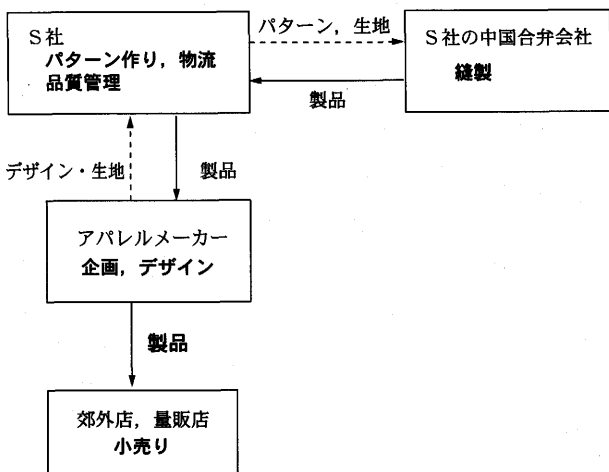 S社
パターン作り，物流
品質管理
パターン，生地
S社の中国合弁会社
縫製
製品
デザイン・生地
製品
アパレルメーカー
企画，デザイン
製品
郊外店，量販店
小売り